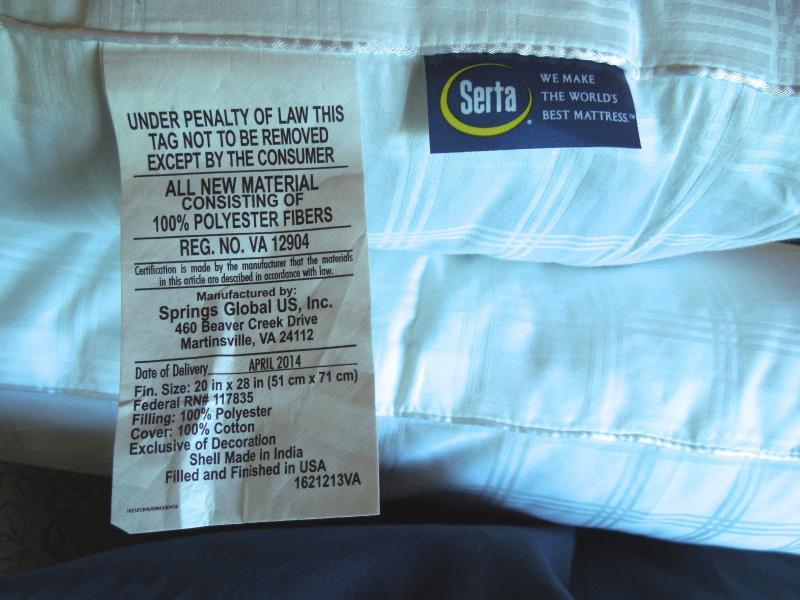 UNDER PENALTY OF LAW THIS
TAG NOT TO BE REMOVED
EXCEPT BY THE CONSUMER
ALL NEW MATERIAL
CONSISTING OF
100% POLYESTER FIBERS
REG. NO. VA 12904
Certification is made by the manufacturer that the materials
in this article are described in accordance with law.
Manufactured by:
Springs Global US, Inc.
460 Beaver Creek Drive
Martinsville, VA 24112
Date of Delivery APRIL 2014
Fin. Size: 20 in x 28 in (51 cm x 71 cm)
Federal RN# 117835
Filling: 100% Polyester
Cover: 100% Cotton
Exclusive of Decoration
Shell Made in India
Filled and Finished in USA
1621213VA
Serta
WE MAKE
THE WORLD'S
BEST MATTRESS.™